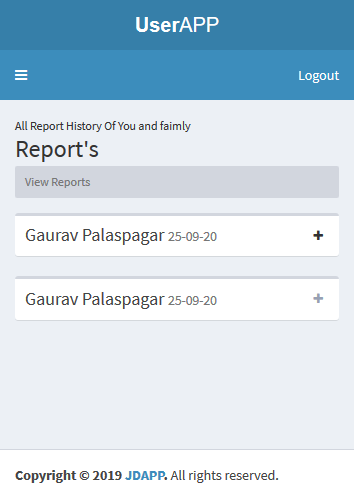 UserAPP
Logout
All Report History Of You and faimly
Report's
View Reports
Gaurav Palaspagar 25-09-20
Gaurav Palaspagar 25-09-20
Copyright © 2019 JDAPP. All rights reserved.